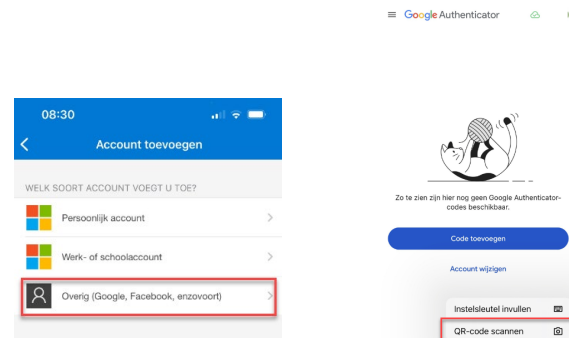 08:30
Account toevoegen
WELK SOORT ACCOUNT VOEGT U TOE?
Persoonlijk account
Werk- of schoolaccount
Overig (Google, Facebook, enzovoort)
Google Authenticator
Zo te zien zijn hier nog geen Google Authenticator-
codes beschikbaar.
Code toevoegen
Account wijzigen
Instelsleutel invullen
QR-code scannen